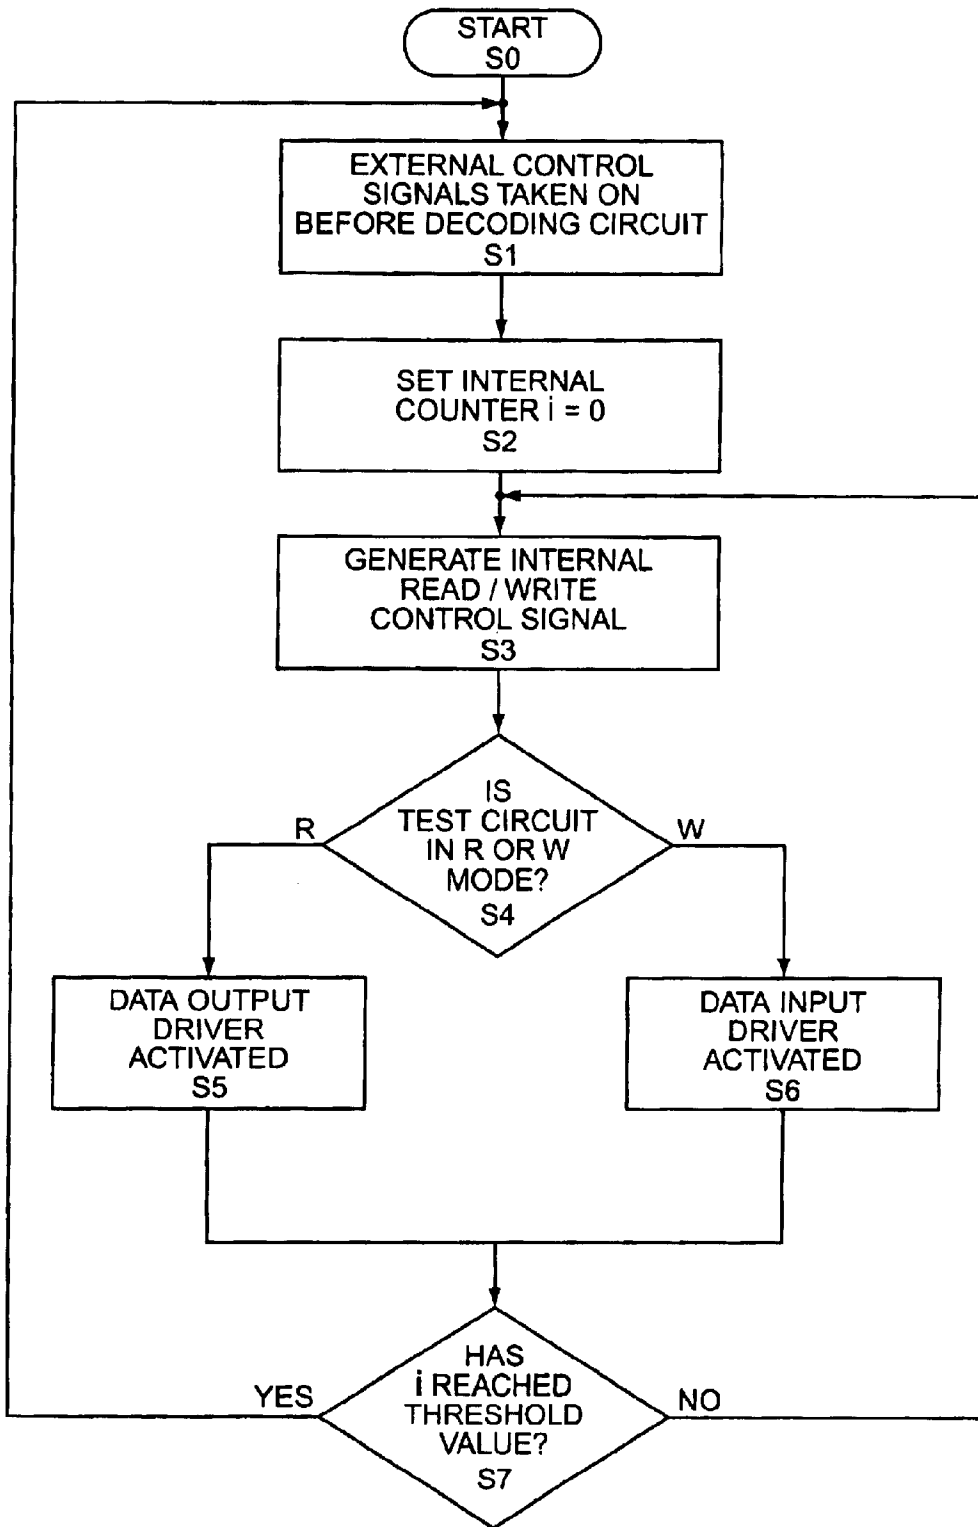 START
S0
EXTERNAL CONTROL
SIGNALS TAKEN ON
BEFORE DECODING CIRCUIT
S1
SET INTERNAL
COUNTER i = 0
S2
GENERATE INTERNAL
READ / WRITE
CONTROL SIGNAL
S3
IS
TEST CIRCUIT
IN R OR W
MODE?
S4
R
W
DATA OUTPUT
DRIVER
ACTIVATED
S5
DATA INPUT
DRIVER
ACTIVATED
S6
HAS
i REACHED
THRESHOLD
VALUE?
S7
YES
NO